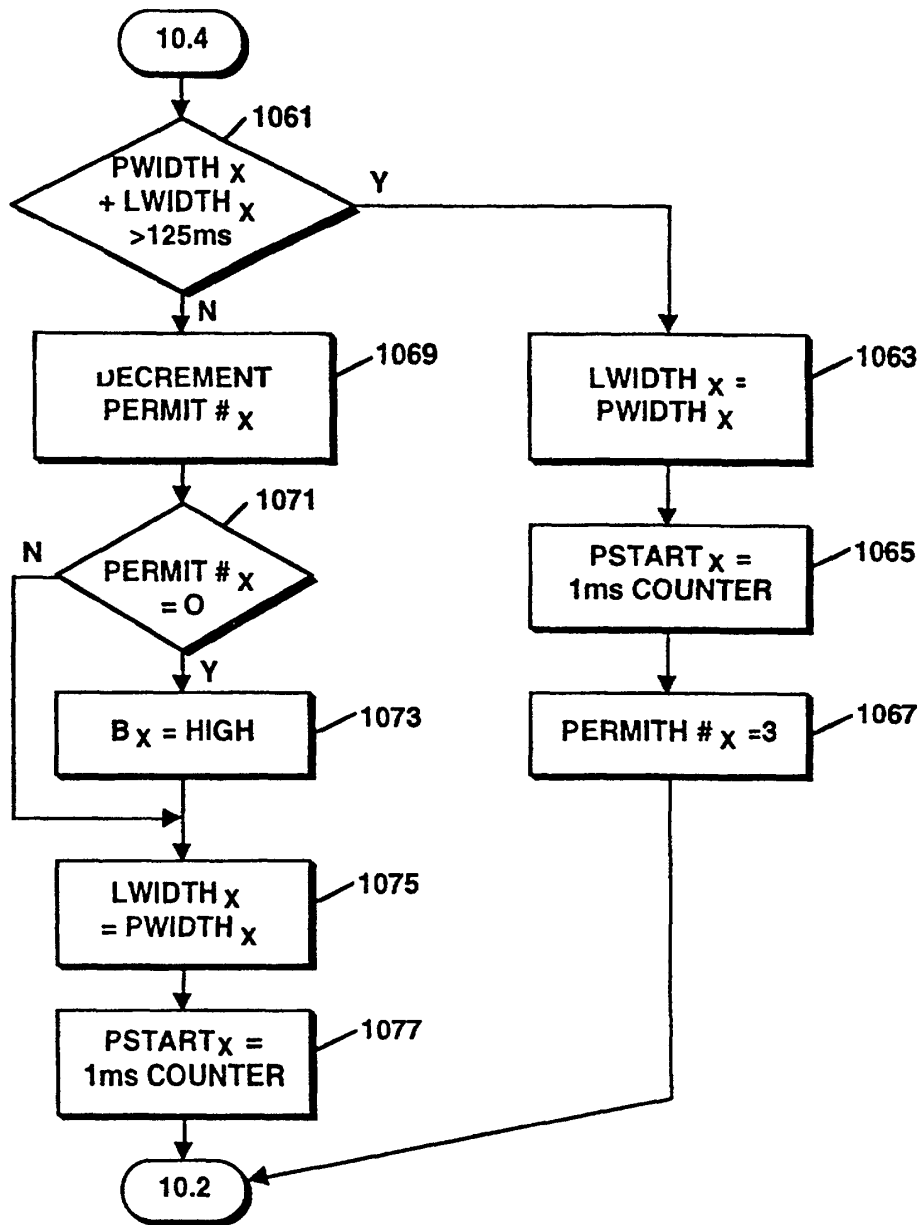 10.4
1061
PWIDTH X
+ LWIDTH X
>125ms
Y
N
DECREMENT
PERMIT # X
1069
LWIDTH X =
PWIDTH X
1063
1071
N
PERMIT # X
= O
Y
PSTART X =
1ms COUNTER
1065
B X = HIGH
1073
PERMITH # X =3
1067
LWIDTH X
= PWIDTH X
1075
PSTART X =
1ms COUNTER
1077
10.2